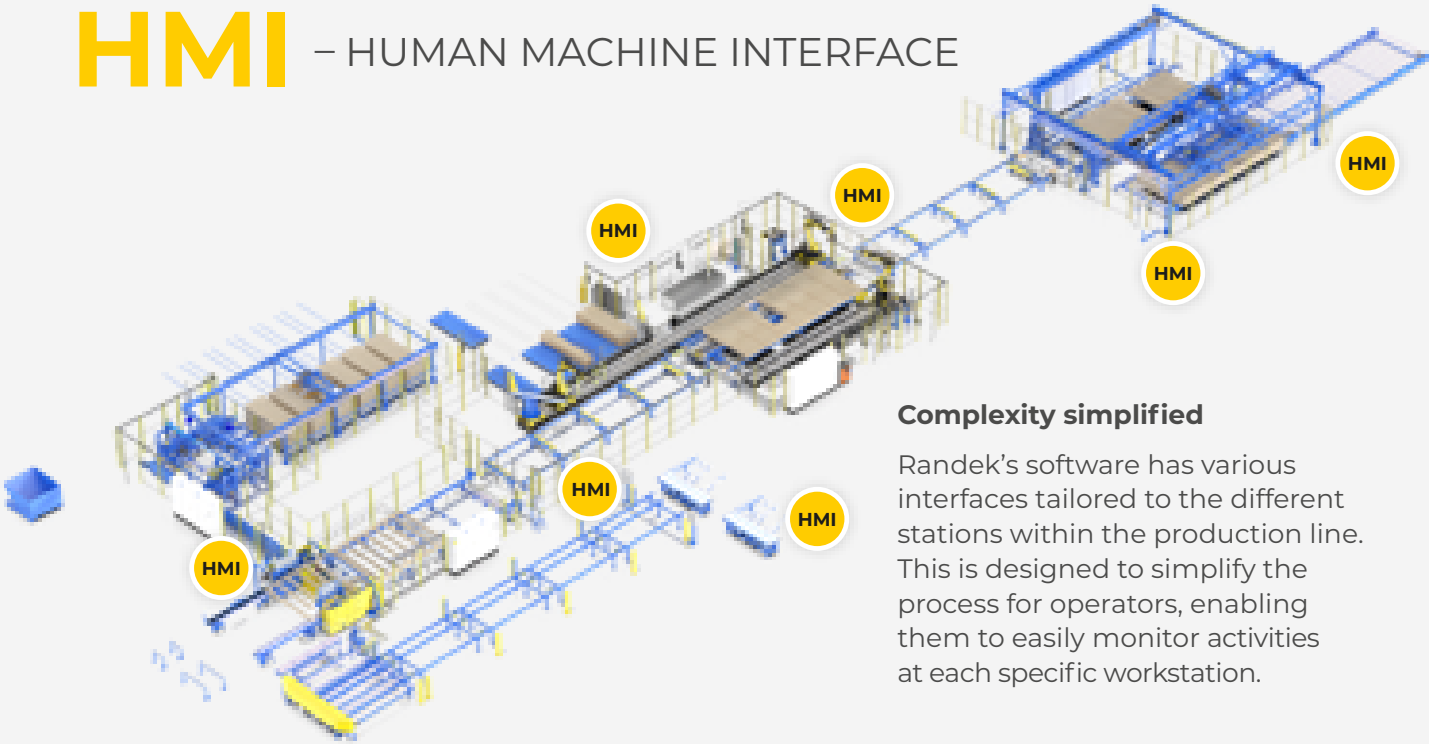 HMI – HUMAN MACHINE INTERFACE
HMI
HMI
HMI
HMI
HMI
HMI
HMI
Complexity simplified
Randek’s software has various
interfaces tailored to the different
stations within the production line.
This is designed to simplify the
process for operators, enabling
them to easily monitor activities
at each specific workstation.